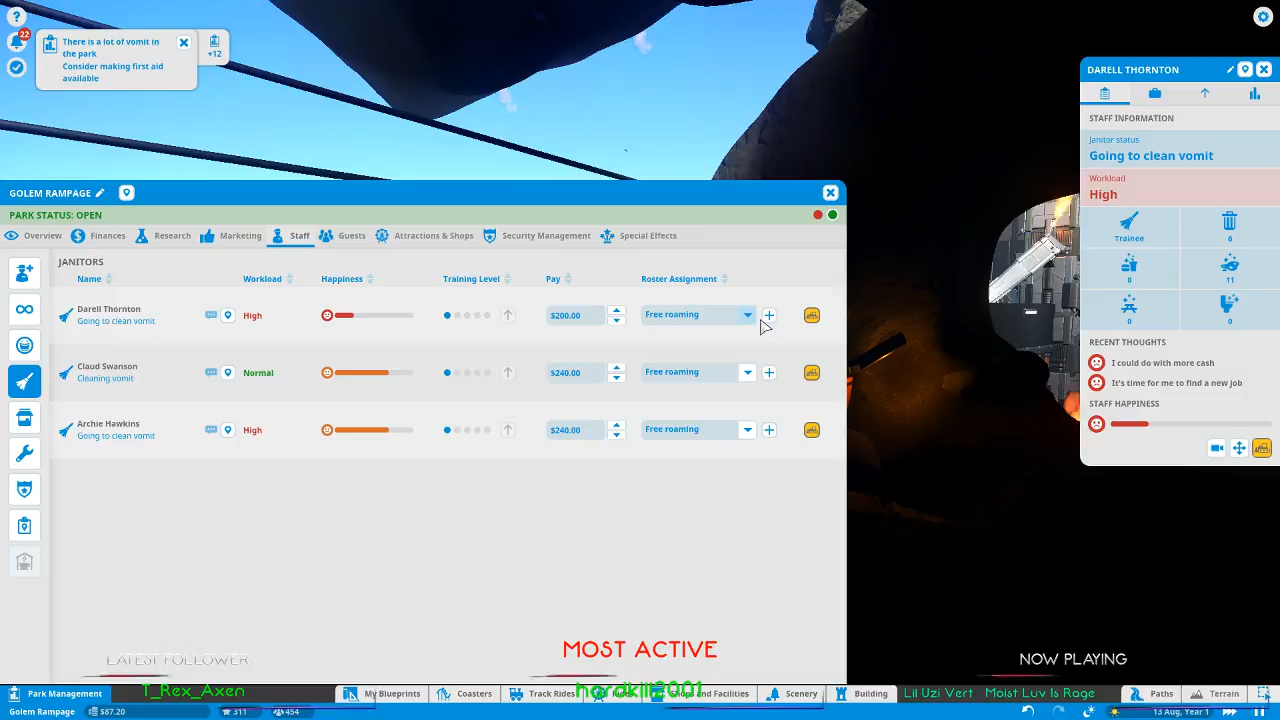 22
There is a lot of vomit in
the park
Consider making first aid
available
+12
DARELL THORNTON
STAFF INFORMATION
Janitor status
Going to clean vomit
Workload
High
Trainee
6
0
11
0
0
RECENT THOUGHTS
I could do with more cash
It's time for me to find a new job
STAFF HAPPINESS
GOLEM RAMPAGE
PARK STATUS: OPEN
Overview
Finances
Research
Marketing
Staff
Guests
Attractions & Shops
Security Management
Special Effects
JANITORS
Name
Workload
Happiness
Training Level
Pay
Roster Assignment
Darell Thornton
Going to clean vomit
High
$200.00
Free roaming
Claud Swanson
Cleaning vomit
Normal
$240.00
Free roaming
Archie Hawkins
Going to clean vomit
High
$240.00
Free roaming
LATEST FOLLOWER
MOST ACTIVE
NOW PLAYING
Park Management
T_Rex_Axen
My Blueprints
Coasters
Track Rides
hardkill2001
Shops and Facilities
Scenery
Building
Lil Uzi Vert
Moist Luv Is Rage
Paths
Terrain
Golem Rampage
$87.20
311
454
13 Aug, Year 1